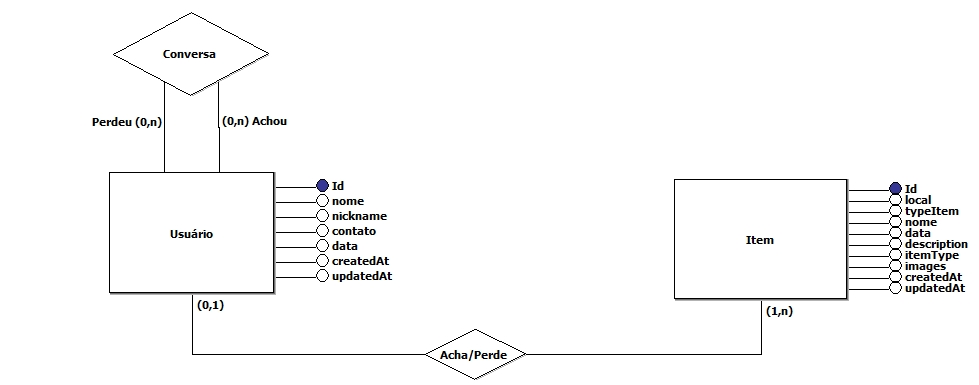 Conversa
Perdeu (0,n)
(0,n) Achou
Usuário
Id
nome
nickname
contato
data
createdAt
updatedAt
(0,1)
Item
Id
local
typeItem
nome
data
description
itemType
images
createdAt
updatedAt
(1,n)
Acha/Perde